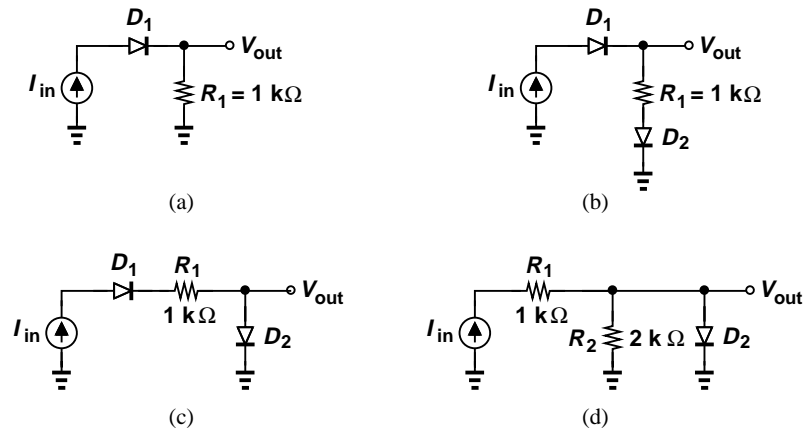 D1
Vout
Iin
R1 = 1 kΩ
(a)
D1
Vout
Iin
R1 = 1 kΩ
D2
(b)
D1
R1
Vout
Iin
1 kΩ
D2
(c)
R1
Vout
Iin
1 kΩ
R2
2 k Ω
D2
(d)